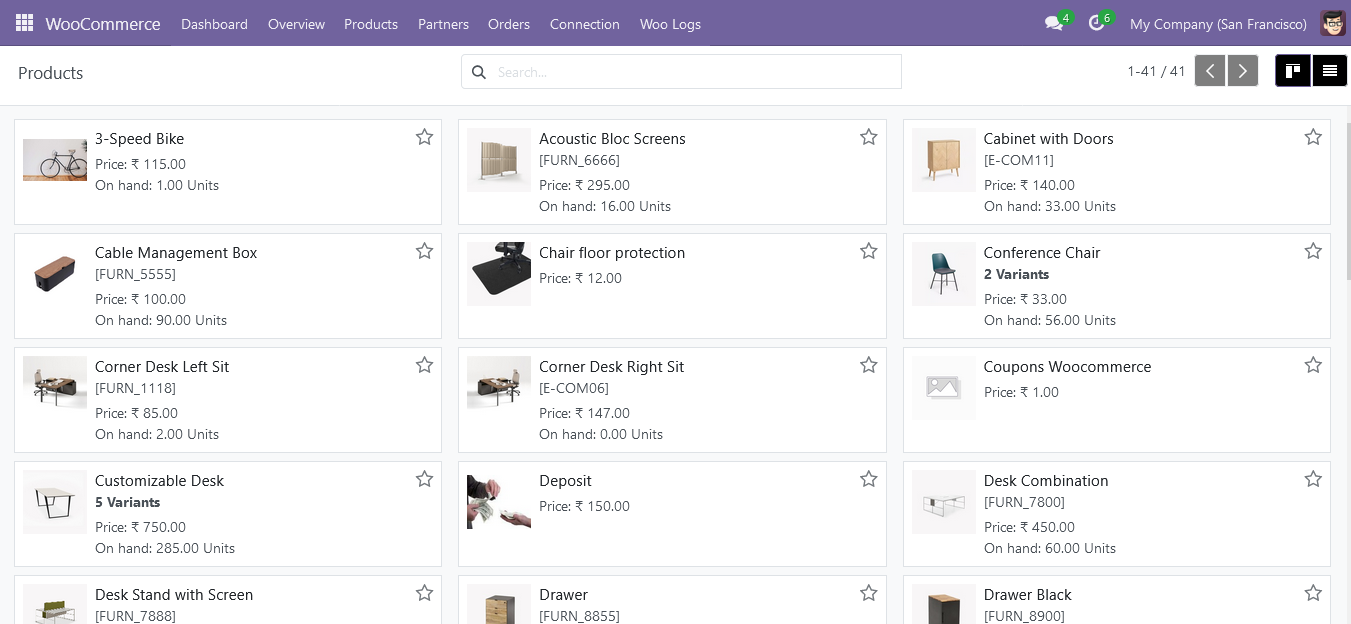 WooCommerce Dashboard Overview Products Partners Orders Connection Woo Logs 4 6 My Company (San Francisco)
Products Search... 1-41 / 41
3-Speed Bike
Price: ₹ 115.00
On hand: 1.00 Units
Acoustic Bloc Screens
[FURN_6666]
Price: ₹ 295.00
On hand: 16.00 Units
Cabinet with Doors
[E-COM11]
Price: ₹ 140.00
On hand: 33.00 Units
Cable Management Box
[FURN_5555]
Price: ₹ 100.00
On hand: 90.00 Units
Chair floor protection
Price: ₹ 12.00
Conference Chair
2 Variants
Price: ₹ 33.00
On hand: 56.00 Units
Corner Desk Left Sit
[FURN_1118]
Price: ₹ 85.00
On hand: 2.00 Units
Corner Desk Right Sit
[E-COM06]
Price: ₹ 147.00
On hand: 0.00 Units
Coupons Woocommerce
Price: ₹ 1.00
Customizable Desk
5 Variants
Price: ₹ 750.00
On hand: 285.00 Units
Deposit
Price: ₹ 150.00
Desk Combination
[FURN_7800]
Price: ₹ 450.00
On hand: 60.00 Units
Desk Stand with Screen
[FURN_7888]
Drawer
[FURN_8855]
Drawer Black
[FURN_8900]